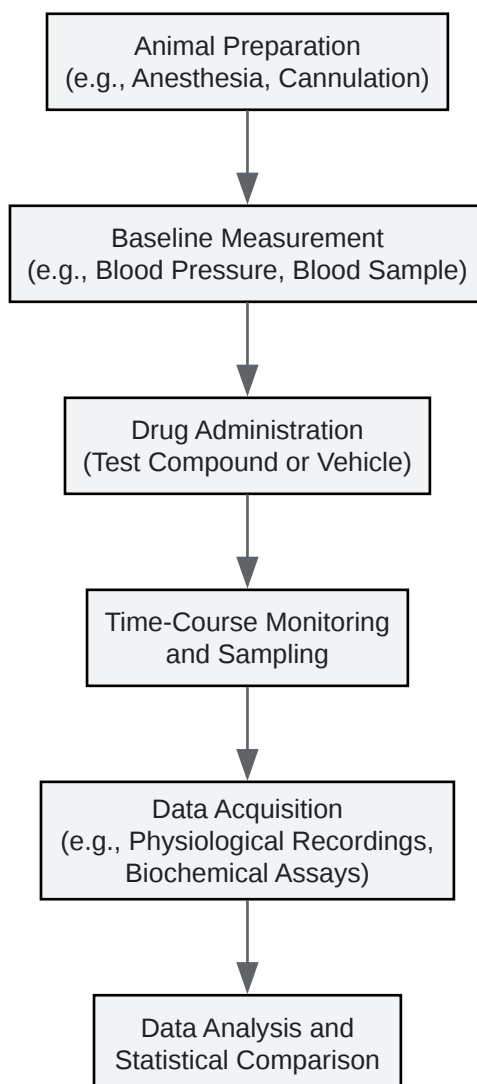 Animal Preparation
(e.g., Anesthesia, Cannulation)
Baseline Measurement
(e.g., Blood Pressure, Blood Sample)
Drug Administration
(Test Compound or Vehicle)
Time-Course Monitoring
and Sampling
Data Acquisition
(e.g., Physiological Recordings,
Biochemical Assays)
Data Analysis and
Statistical Comparison